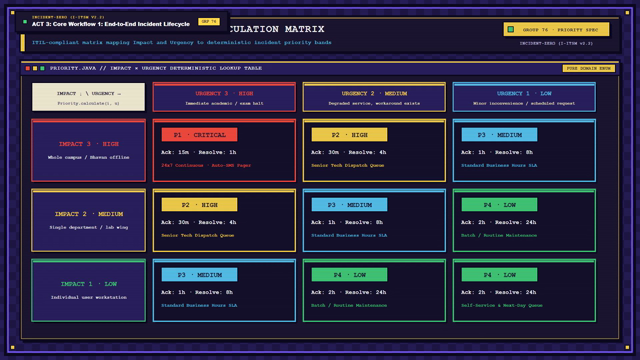 INCIDENT-ZERO (I-ITSM V2.0)
ACT 3: Core Workflow 1: End-to-End Incident Lifecycle
GRP 76
CULATION MATRIX
ITIL-compliant matrix mapping Impact and Urgency to deterministic incident priority bands
GROUP 76 · PRIORITY SPEC
INCIDENT-ZERO (I-ITSM V2.0)
PRIORITY.JAVA // IMPACT × URGENCY DETERMINISTIC LOOKUP TABLE
PURE DOMAIN ENUM
IMPACT ↓ \ URGENCY →
Priority.calculate(i, u)
URGENCY 3 · HIGH
Immediate academic / exam halt
URGENCY 2 · MEDIUM
Degraded service, workaround exists
URGENCY 1 · LOW
Minor inconvenience / scheduled request
IMPACT 3 · HIGH
Whole campus / Bhavan offline
P1 · CRITICAL
Ack: 15m · Resolve: 1h
24x7 Continuous · Auto-SMS Pager
P2 · HIGH
Ack: 30m · Resolve: 4h
Senior Tech Dispatch Queue
P3 · MEDIUM
Ack: 1h · Resolve: 8h
Standard Business Hours SLA
IMPACT 2 · MEDIUM
Single department / lab wing
P2 · HIGH
Ack: 30m · Resolve: 4h
Senior Tech Dispatch Queue
P3 · MEDIUM
Ack: 1h · Resolve: 8h
Standard Business Hours SLA
P4 · LOW
Ack: 2h · Resolve: 24h
Batch / Routine Maintenance
IMPACT 1 · LOW
Individual user workstation
P3 · MEDIUM
Ack: 1h · Resolve: 8h
Standard Business Hours SLA
P4 · LOW
Ack: 2h · Resolve: 24h
Batch / Routine Maintenance
P4 · LOW
Ack: 2h · Resolve: 24h
Self-Service & Next-Day Queue